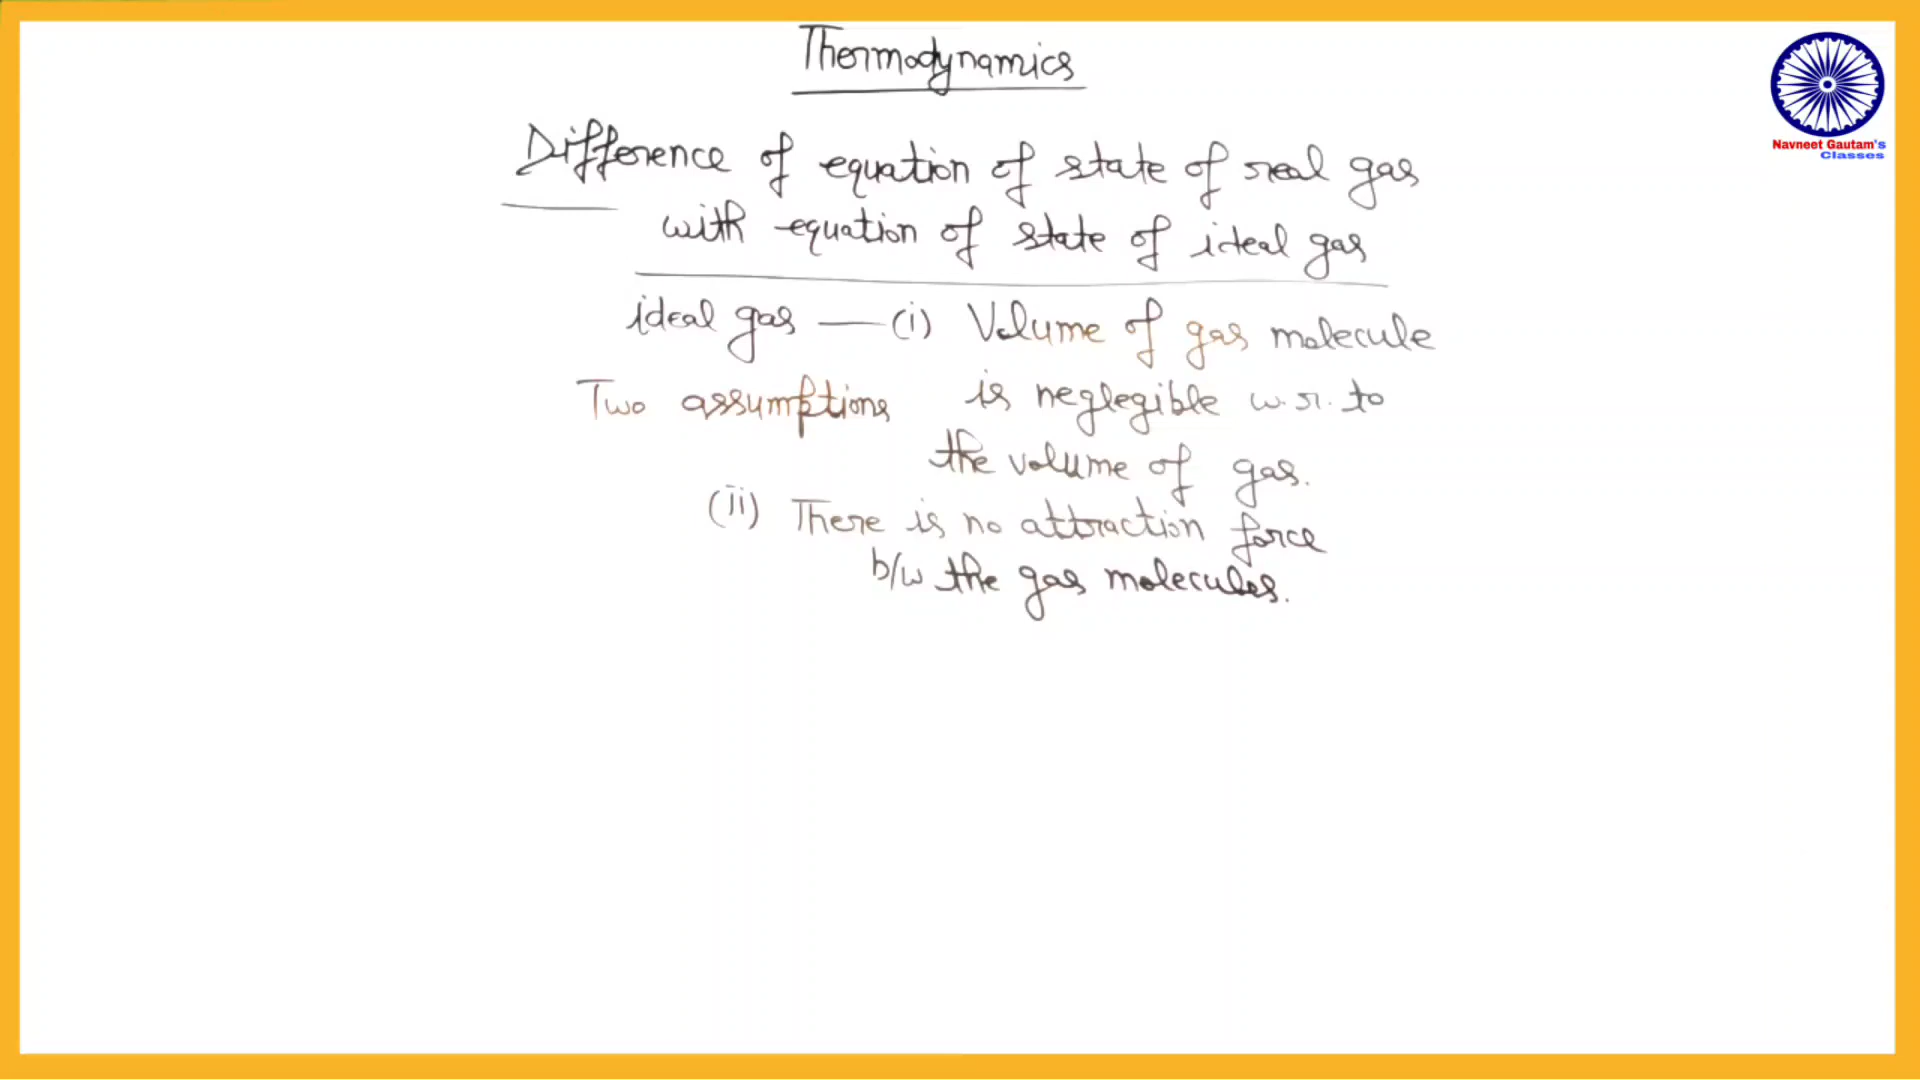 Thermodynamics
Difference of equation of state of real gas
with equation of state of ideal gas
ideal gas — (i) Volume of gas molecule
Two assumptions is neglegible w.r. to
the volume of gas.
(ii) There is no attraction force
b/w the gas molecules.
Navneet Gautam's
Classes